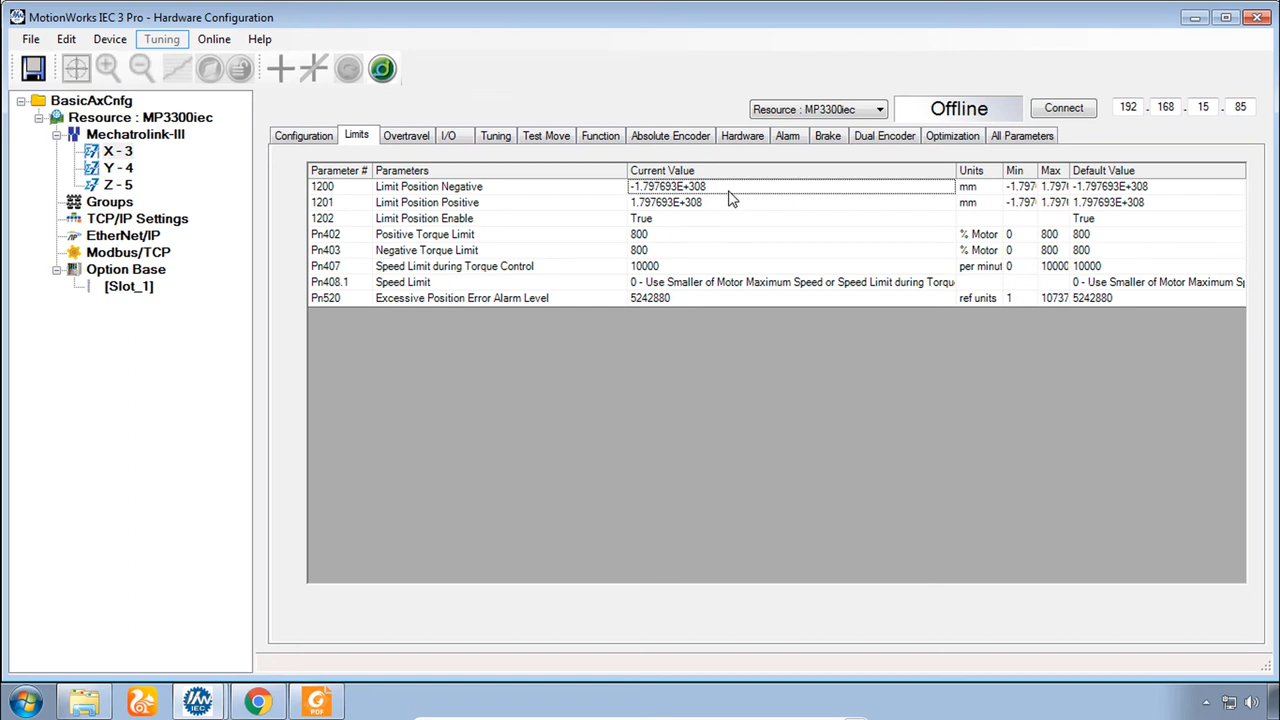 MotionWorks IEC 3 Pro - Hardware Configuration
File Edit Device Tuning Online Help
BasicAxCnfg
Resource : MP3300iec
Mechatrolink-III
X - 3
Y - 4
Z - 5
Groups
TCP/IP Settings
EtherNet/IP
Modbus/TCP
Option Base
[Slot_1]
Resource : MP3300iec Offline Connect 192 . 168 . 15 . 85
Configuration Limits Overtravel I/O Tuning Test Move Function Absolute Encoder Hardware Alarm Brake Dual Encoder Optimization All Parameters
Parameter # Parameters Current Value Units Min Max Default Value
1200 Limit Position Negative -1.797693E+308 mm -1.797 1.797 -1.797693E+308
1201 Limit Position Positive 1.797693E+308 mm -1.797 1.797 1.797693E+308
1202 Limit Position Enable True True
Pn402 Positive Torque Limit 800 % Motor 0 800 800
Pn403 Negative Torque Limit 800 % Motor 0 800 800
Pn407 Speed Limit during Torque Control 10000 per minut 0 10000 10000
Pn408.1 Speed Limit 0 - Use Smaller of Motor Maximum Speed or Speed Limit during Torqu 0 - Use Smaller of Motor Maximum Sp
Pn520 Excessive Position Error Alarm Level 5242880 ref units 1 10737 5242880
IEC
PDF